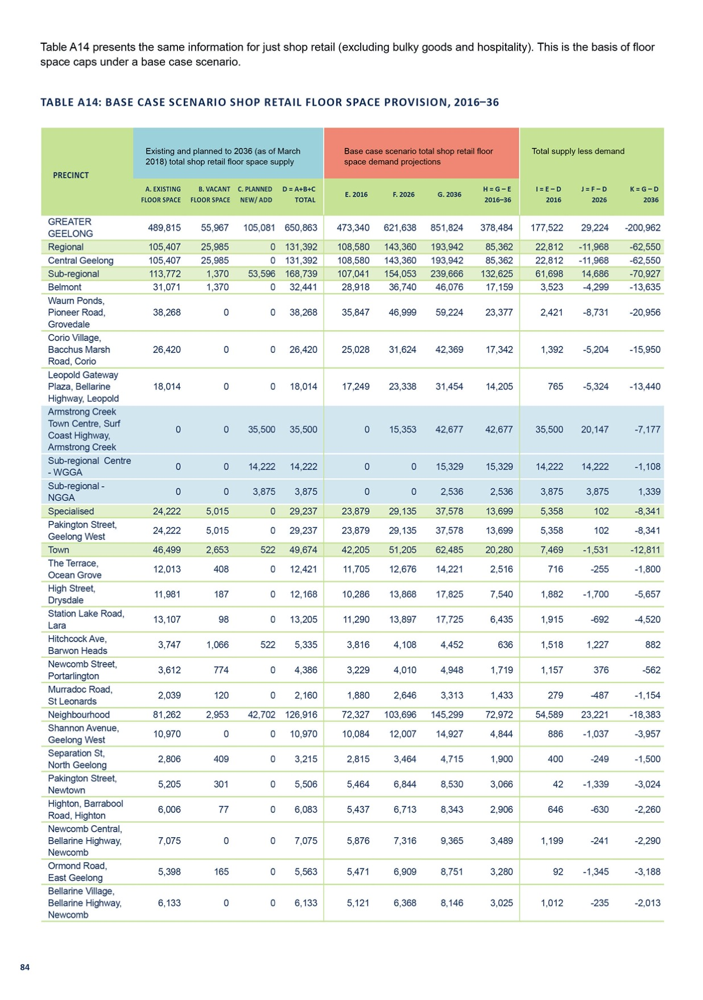 Table A14 presents the same information for just shop retail (excluding bulky goods and hospitality). This is the basis of floor
space caps under a base case scenario.
TABLE A14: BASE CASE SCENARIO SHOP RETAIL FLOOR SPACE PROVISION, 2016–36
PRECINCT
Existing and planned to 2036 (as of March
2018) total shop retail floor space supply
Base case scenario total shop retail floor
space demand projections
Total supply less demand
A. EXISTING FLOOR SPACE B. VACANT FLOOR SPACE C. PLANNED NEW/ ADD D = A+B+C TOTAL E. 2016 F. 2026 G. 2036 H = G – E 2016–36 I = E – D 2016 J = F – D 2026 K = G – D 2036
GREATER
GEELONG 489,815 55,967 105,081 650,863 473,340 621,638 851,824 378,484 177,522 29,224 -200,962
Regional 105,407 25,985 0 131,392 108,580 143,360 193,942 85,362 22,812 -11,968 -62,550
Central Geelong 105,407 25,985 0 131,392 108,580 143,360 193,942 85,362 22,812 -11,968 -62,550
Sub-regional 113,772 1,370 53,596 168,739 107,041 154,053 239,666 132,625 61,698 14,686 -70,927
Belmont 31,071 1,370 0 32,441 28,918 36,740 46,076 17,159 3,523 -4,299 -13,635
Waurn Ponds,
Pioneer Road,
Grovedale 38,268 0 0 38,268 35,847 46,999 59,224 23,377 2,421 -8,731 -20,956
Corio Village,
Bacchus Marsh
Road, Corio 26,420 0 0 26,420 25,028 31,624 42,369 17,342 1,392 -5,204 -15,950
Leopold Gateway
Plaza, Bellarine
Highway, Leopold 18,014 0 0 18,014 17,249 23,338 31,454 14,205 765 -5,324 -13,440
Armstrong Creek
Town Centre, Surf
Coast Highway,
Armstrong Creek 0 0 35,500 35,500 0 15,353 42,677 42,677 35,500 20,147 -7,177
Sub-regional Centre
- WGGA 0 0 14,222 14,222 0 0 15,329 15,329 14,222 14,222 -1,108
Sub-regional -
NGGA 0 0 3,875 3,875 0 0 2,536 2,536 3,875 3,875 1,339
Specialised 24,222 5,015 0 29,237 23,879 29,135 37,578 13,699 5,358 102 -8,341
Pakington Street,
Geelong West 24,222 5,015 0 29,237 23,879 29,135 37,578 13,699 5,358 102 -8,341
Town 46,499 2,653 522 49,674 42,205 51,205 62,485 20,280 7,469 -1,531 -12,811
The Terrace,
Ocean Grove 12,013 408 0 12,421 11,705 12,676 14,221 2,516 716 -255 -1,800
High Street,
Drysdale 11,981 187 0 12,168 10,286 13,868 17,825 7,540 1,882 -1,700 -5,657
Station Lake Road,
Lara 13,107 98 0 13,205 11,290 13,897 17,725 6,435 1,915 -692 -4,520
Hitchcock Ave,
Barwon Heads 3,747 1,066 522 5,335 3,816 4,108 4,452 636 1,518 1,227 882
Newcomb Street,
Portarlington 3,612 774 0 4,386 3,229 4,010 4,948 1,719 1,157 376 -562
Murradoc Road,
St Leonards 2,039 120 0 2,160 1,880 2,646 3,313 1,433 279 -487 -1,154
Neighbourhood 81,262 2,953 42,702 126,916 72,327 103,696 145,299 72,972 54,589 23,221 -18,383
Shannon Avenue,
Geelong West 10,970 0 0 10,970 10,084 12,007 14,927 4,844 886 -1,037 -3,957
Separation St,
North Geelong 2,806 409 0 3,215 2,815 3,464 4,715 1,900 400 -249 -1,500
Pakington Street,
Newtown 5,205 301 0 5,506 5,464 6,844 8,530 3,066 42 -1,339 -3,024
Highton, Barrabool
Road, Highton 6,006 77 0 6,083 5,437 6,713 8,343 2,906 646 -630 -2,260
Newcomb Central,
Bellarine Highway,
Newcomb 7,075 0 0 7,075 5,876 7,316 9,365 3,489 1,199 -241 -2,290
Ormond Road,
East Geelong 5,398 165 0 5,563 5,471 6,909 8,751 3,280 92 -1,345 -3,188
Bellarine Village,
Bellarine Highway,
Newcomb 6,133 0 0 6,133 5,121 6,368 8,146 3,025 1,012 -235 -2,013
84